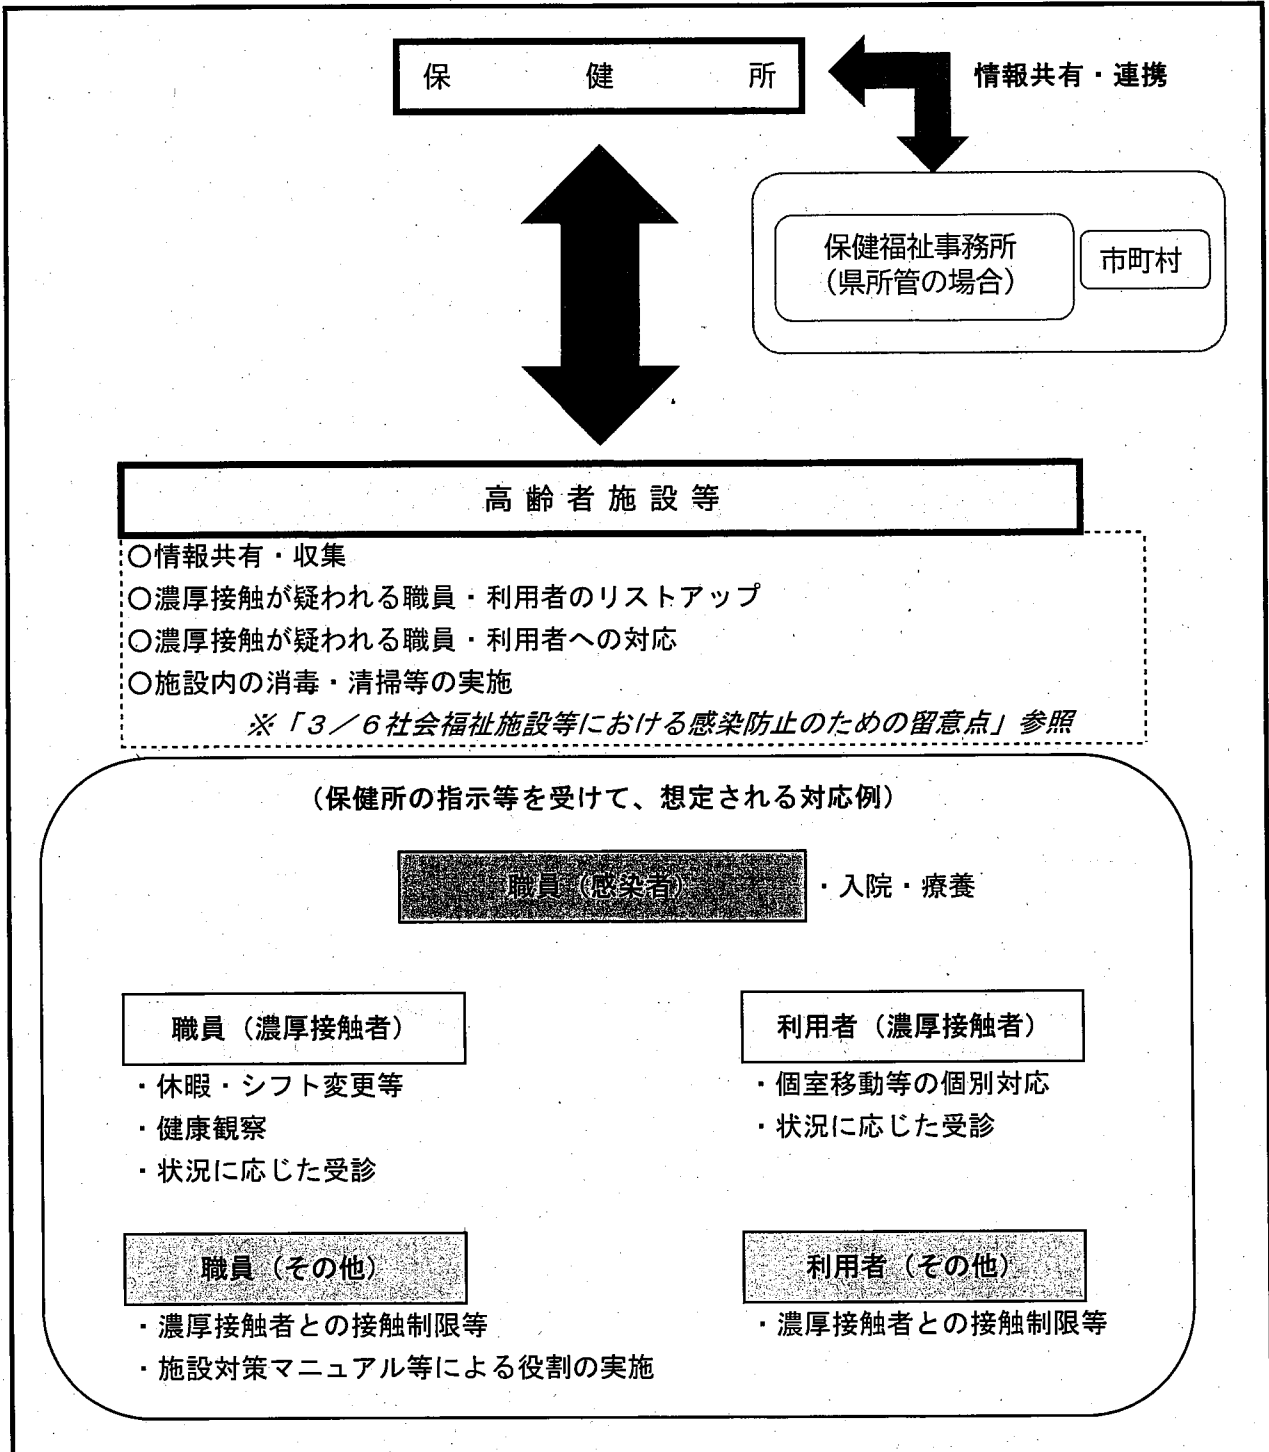 保健所
情報共有・連携
保健福祉事務所
（県所管の場合）
市町村
高齢者施設等
○情報共有・収集
○濃厚接触が疑われる職員・利用者のリストアップ
○濃厚接触が疑われる職員・利用者への対応
○施設内の消毒・清掃等の実施
※「３／６社会福祉施設等における感染防止のための留意点」参照
（保健所の指示等を受けて、想定される対応例）
職員（感染者）
・入院・療養
職員（濃厚接触者）
・休暇・シフト変更等
・健康観察
・状況に応じた受診
利用者（濃厚接触者）
・個室移動等の個別対応
・状況に応じた受診
職員（その他）
・濃厚接触者との接触制限等
・施設対策マニュアル等による役割の実施
利用者（その他）
・濃厚接触者との接触制限等